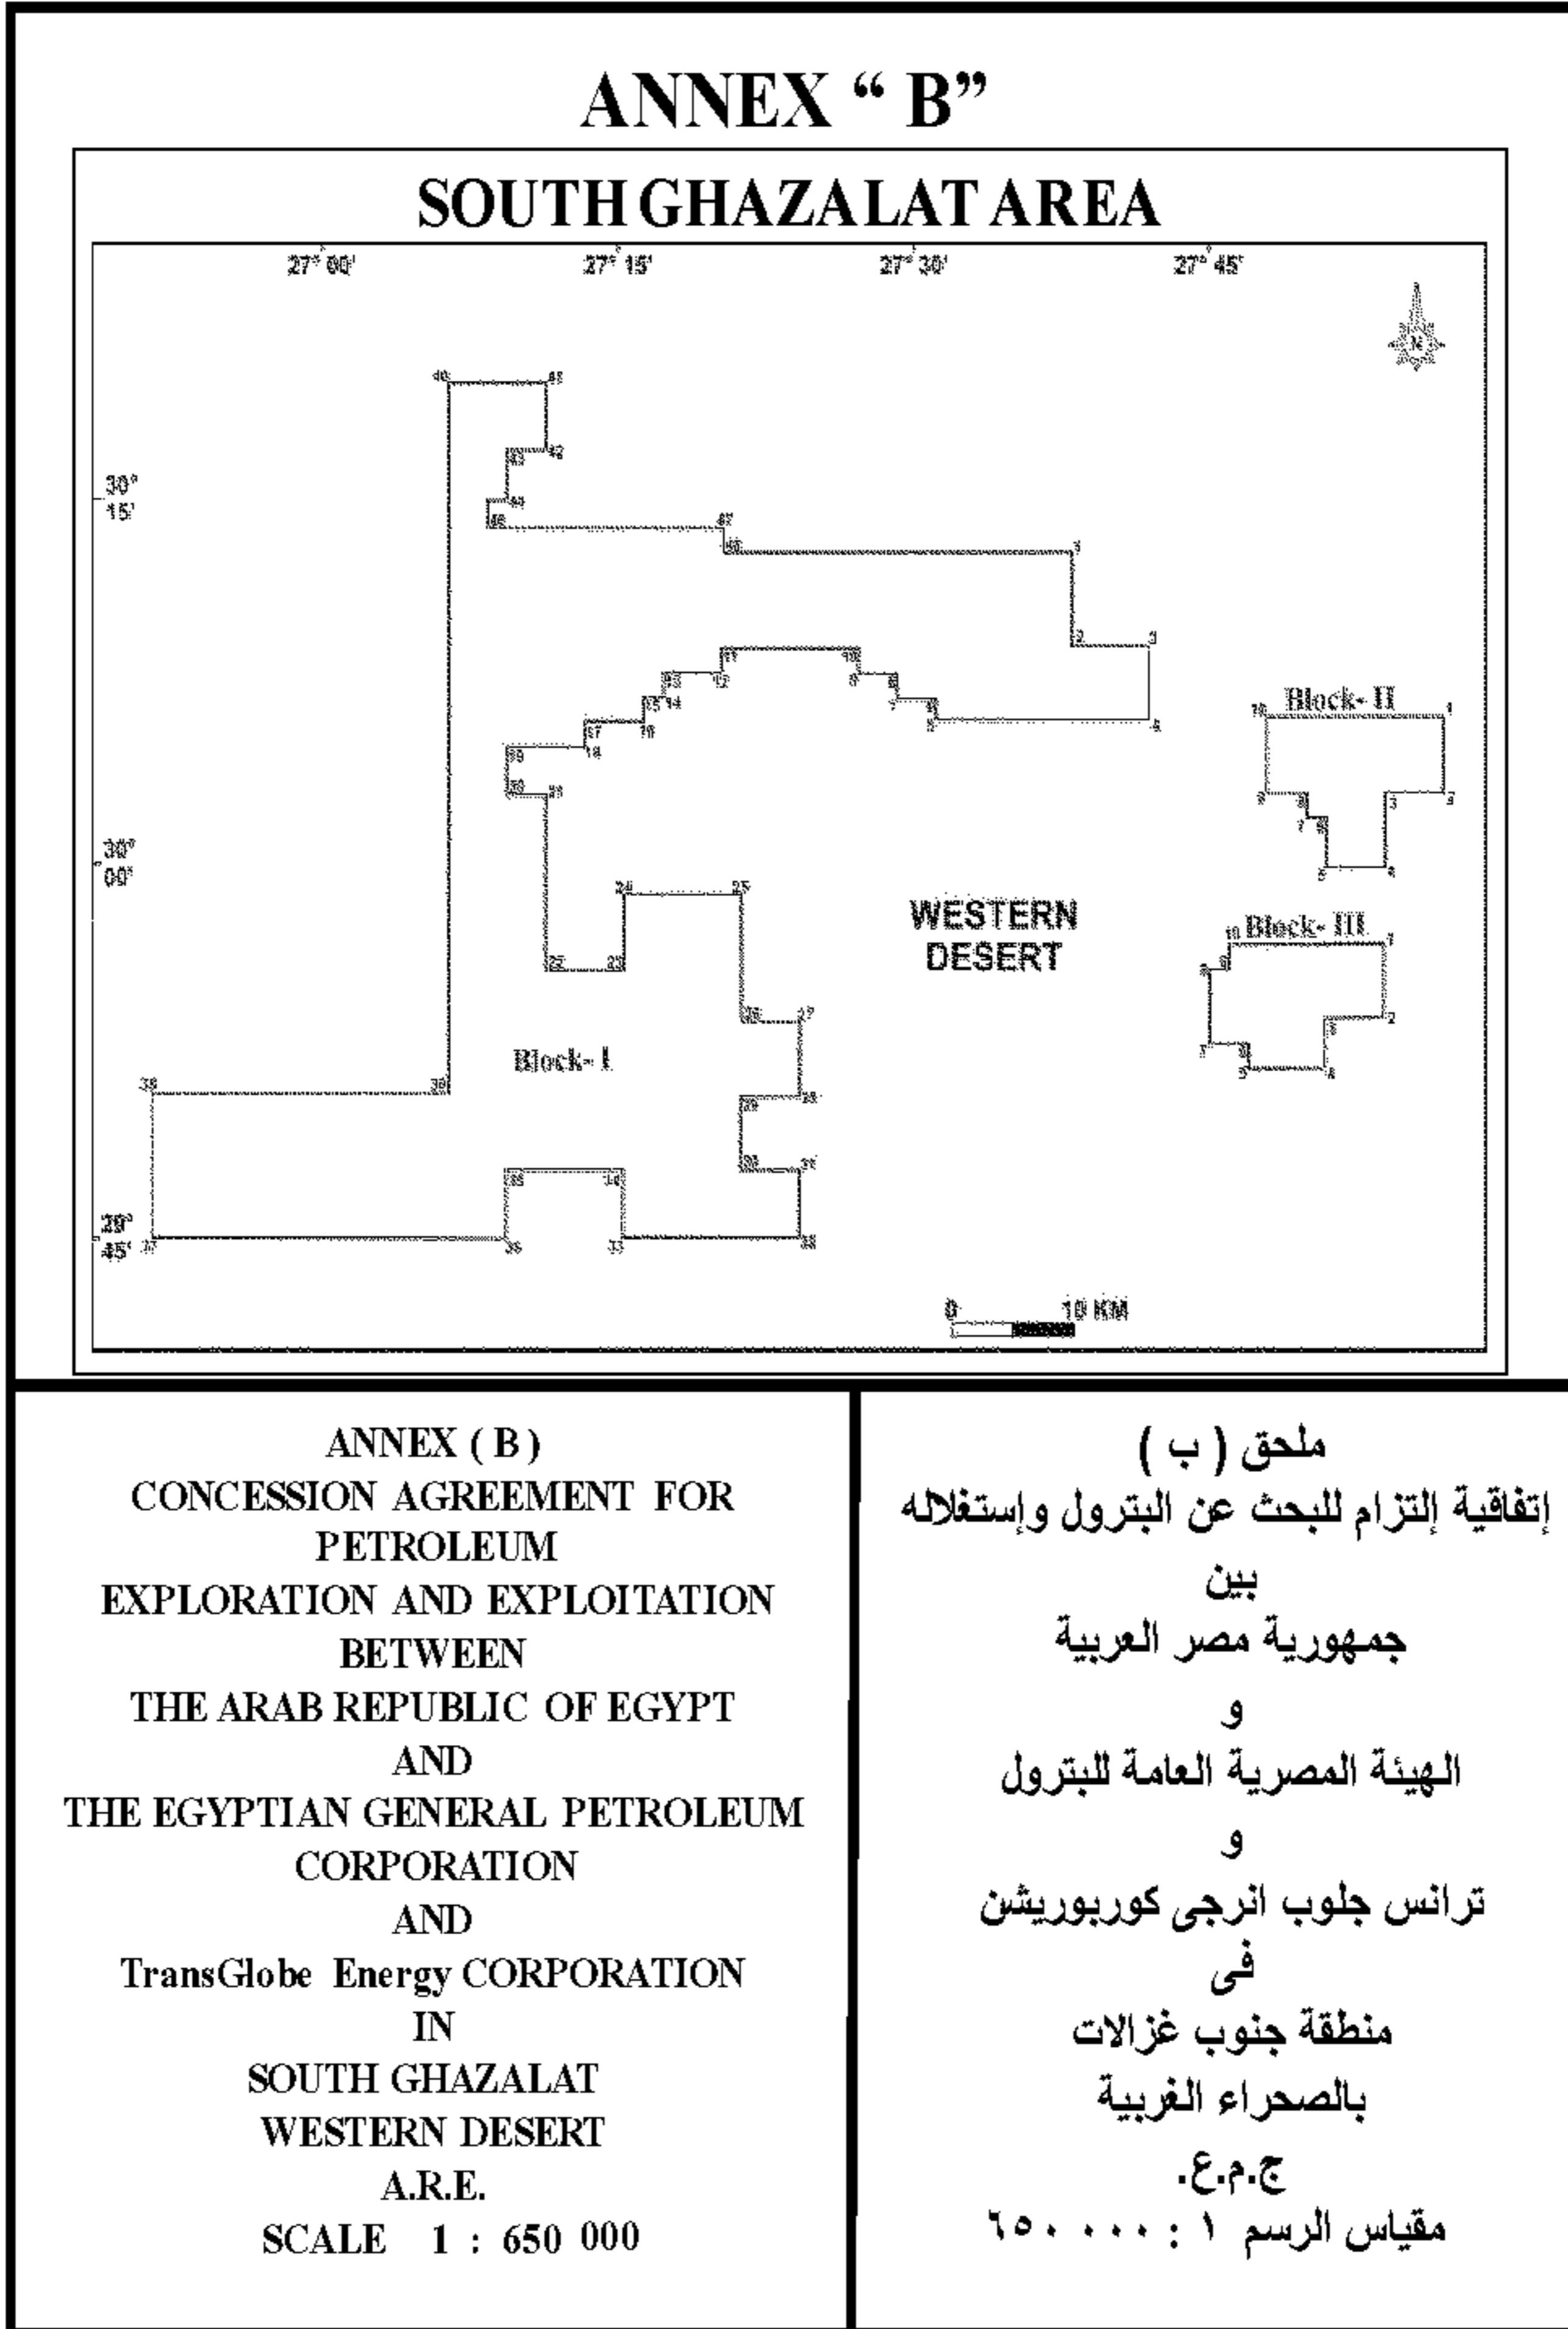 ANNEX “ B”
SOUTH GHAZALAT AREA
27° 00' 27° 15' 27° 30' 27° 45'
N
30°
15'
Block- II
30°
00'
WESTERN
DESERT
Block- III
Block- I
29°
45'
0 10 KM
ANNEX ( B )
CONCESSION AGREEMENT FOR
PETROLEUM
EXPLORATION AND EXPLOITATION
BETWEEN
THE ARAB REPUBLIC OF EGYPT
AND
THE EGYPTIAN GENERAL PETROLEUM
CORPORATION
AND
TransGlobe Energy CORPORATION
IN
SOUTH GHAZALAT
WESTERN DESERT
A.R.E.
SCALE 1 : 650 000
ملحق ( ب )
إتفاقية إلتزام للبحث عن البترول وإستغلاله
بين
جمهورية مصر العربية
و
الهيئة المصرية العامة للبترول
و
ترانس جلوب انرجى كوربوريشن
فى
منطقة جنوب غزالات
بالصحراء الغربية
ج.م.ع.
مقياس الرسم ١ : ٦٥٠ ٠٠٠